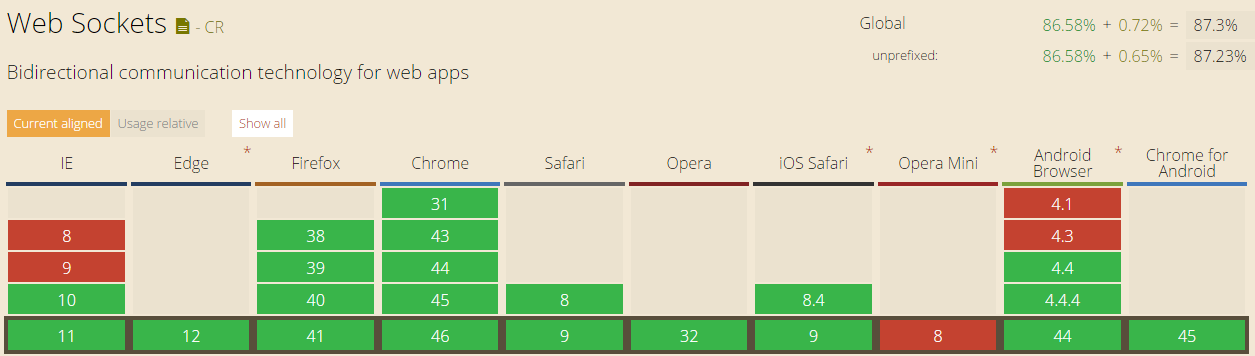 Web Sockets - CR
Global 86.58% + 0.72% = 87.3%
unprefixed: 86.58% + 0.65% = 87.23%
Bidirectional communication technology for web apps
Current aligned Usage relative Show all
IE Edge * Firefox Chrome Safari Opera iOS Safari * Opera Mini * Android Browser * Chrome for Android
31 4.1
8 38 43 4.3
9 39 44 4.4
10 40 45 8 8.4 4.4.4
11 12 41 46 9 32 9 8 44 45